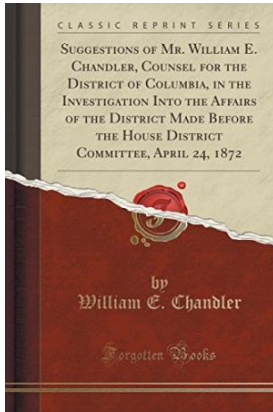 CLASSIC REPRINT SERIES
SUGGESTIONS OF MR. WILLIAM E.
CHANDLER, COUNSEL FOR THE DISTRICT OF
COLUMBIA, IN THE INVESTIGATION INTO THE
AFFAIRS OF THE DISTRICT MADE BEFORE
THE HOUSE DISTRICT
COMMITTEE, APRIL 24, 1872
by
William E. Chandler
Forgotten Books